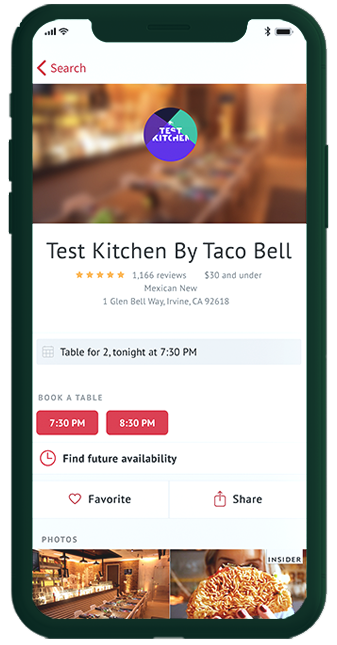 Search
TEST
KITCHEN
Test Kitchen By Taco Bell
1,166 reviews $30 and under
Mexican New
1 Glen Bell Way, Irvine, CA 92618
Table for 2, tonight at 7:30 PM
BOOK A TABLE
7:30 PM 8:30 PM
Find future availability
Favorite Share
PHOTOS
INSIDER